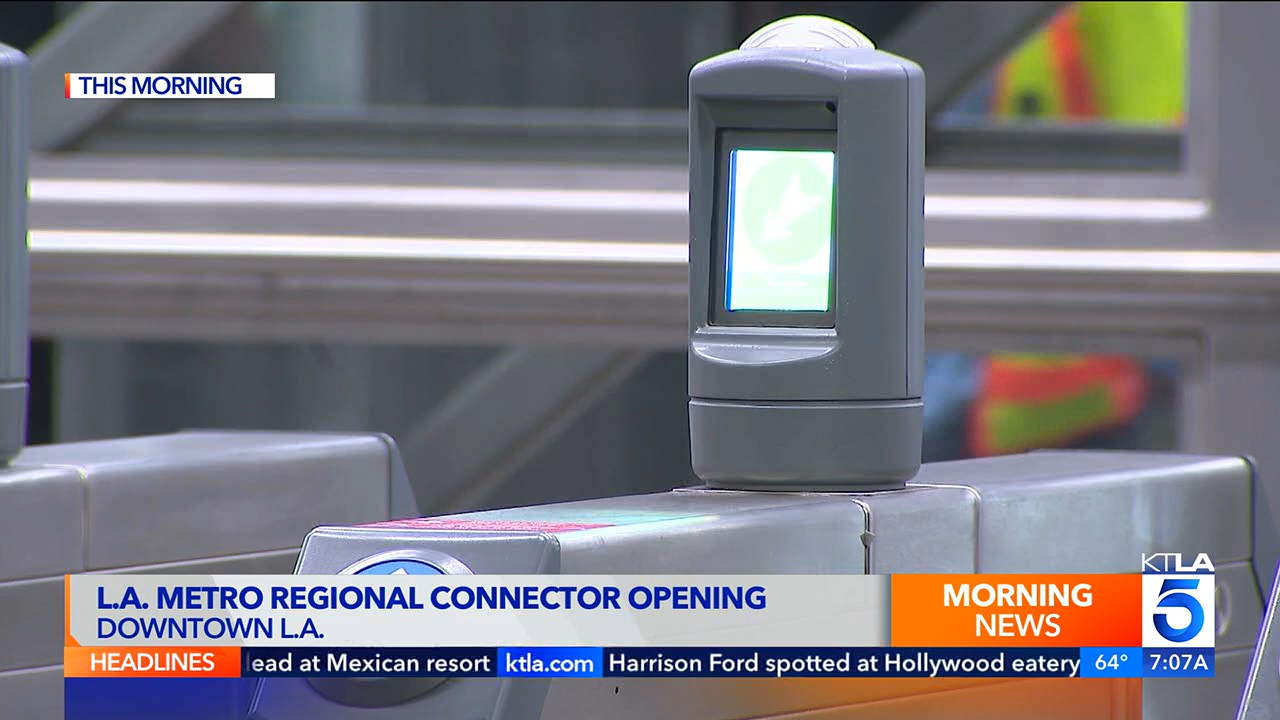 THIS MORNING
L.A. METRO REGIONAL CONNECTOR OPENING
DOWNTOWN L.A.
MORNING
NEWS
KTLA
5
HEADLINES
ead at Mexican resort ktla.com Harrison Ford spotted at Hollywood eatery
64° 7:07A